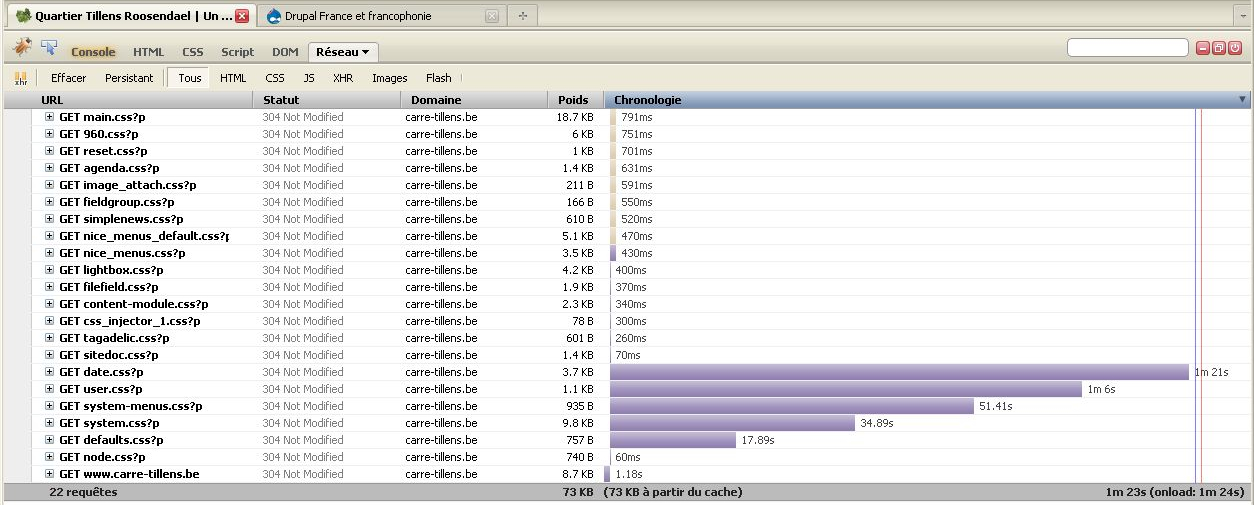 Quartier Tillens Roosendael | Un ... Drupal France et francophonie
Console HTML CSS Script DOM Réseau
xhr Effacer Persistant Tous HTML CSS JS XHR Images Flash
URL Statut Domaine Poids Chronologie
GET main.css?p 304 Not Modified carre-tillens.be 18.7 KB 791ms
GET 960.css?p 304 Not Modified carre-tillens.be 6 KB 751ms
GET reset.css?p 304 Not Modified carre-tillens.be 1 KB 701ms
GET agenda.css?p 304 Not Modified carre-tillens.be 1.4 KB 631ms
GET image_attach.css?p 304 Not Modified carre-tillens.be 211 B 591ms
GET fieldgroup.css?p 304 Not Modified carre-tillens.be 166 B 550ms
GET simplenews.css?p 304 Not Modified carre-tillens.be 610 B 520ms
GET nice_menus_default.css?p 304 Not Modified carre-tillens.be 5.1 KB 470ms
GET nice_menus.css?p 304 Not Modified carre-tillens.be 3.5 KB 430ms
GET lightbox.css?p 304 Not Modified carre-tillens.be 4.2 KB 400ms
GET filefield.css?p 304 Not Modified carre-tillens.be 1.9 KB 370ms
GET content-module.css?p 304 Not Modified carre-tillens.be 2.3 KB 340ms
GET css_injector_1.css?p 304 Not Modified carre-tillens.be 78 B 300ms
GET tagadelic.css?p 304 Not Modified carre-tillens.be 601 B 260ms
GET sitedoc.css?p 304 Not Modified carre-tillens.be 1.4 KB 70ms
GET date.css?p 304 Not Modified carre-tillens.be 3.7 KB 1m 21s
GET user.css?p 304 Not Modified carre-tillens.be 1.1 KB 1m 6s
GET system-menus.css?p 304 Not Modified carre-tillens.be 935 B 51.41s
GET system.css?p 304 Not Modified carre-tillens.be 9.8 KB 34.89s
GET defaults.css?p 304 Not Modified carre-tillens.be 757 B 17.89s
GET node.css?p 304 Not Modified carre-tillens.be 740 B 60ms
GET www.carre-tillens.be 304 Not Modified carre-tillens.be 8.7 KB 1.18s
22 requêtes 73 KB (73 KB à partir du cache) 1m 23s (onload: 1m 24s)